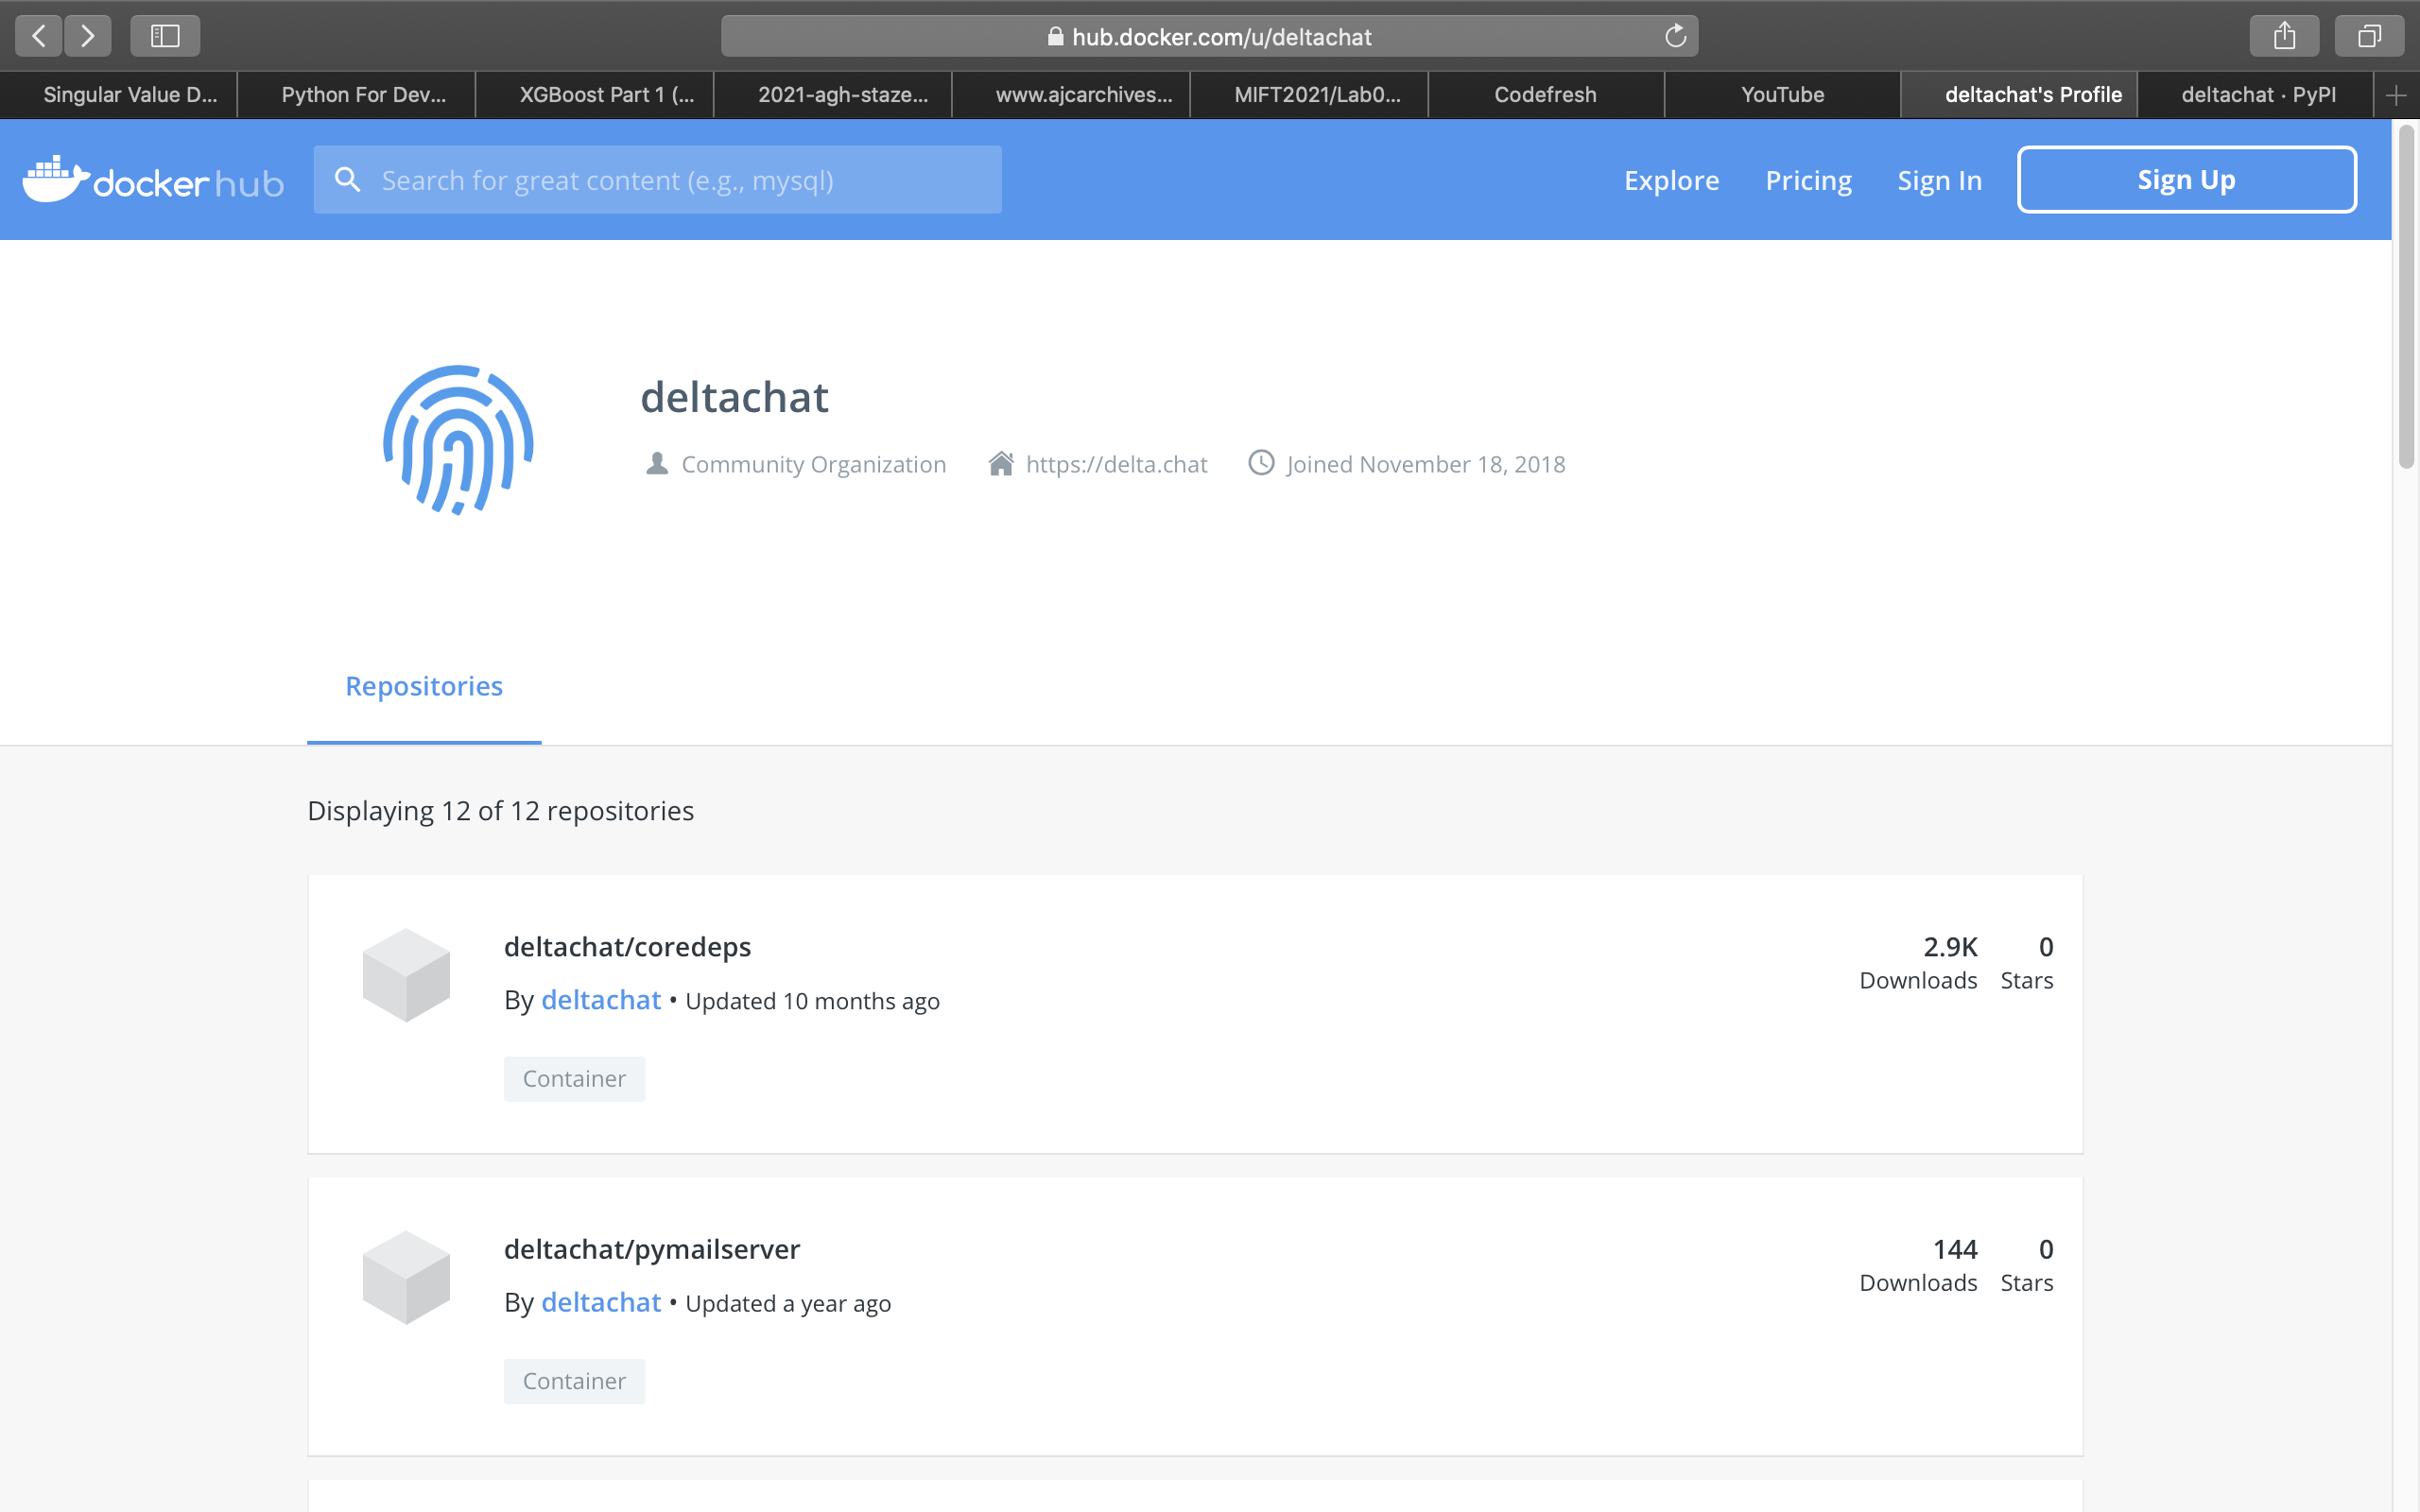 hub.docker.com/u/deltachat
Singular Value D... Python For Dev... XGBoost Part 1 (... 2021-agh-staze... www.ajcarchives... MIFT2021/Lab0... Codefresh YouTube deltachat's Profile deltachat · PyPI
docker hub Search for great content (e.g., mysql) Explore Pricing Sign In Sign Up
deltachat
Community Organization https://delta.chat Joined November 18, 2018
Repositories
Displaying 12 of 12 repositories
deltachat/coredeps 2.9K 0
Downloads Stars
By deltachat • Updated 10 months ago
Container
deltachat/pymailserver 144 0
Downloads Stars
By deltachat • Updated a year ago
Container